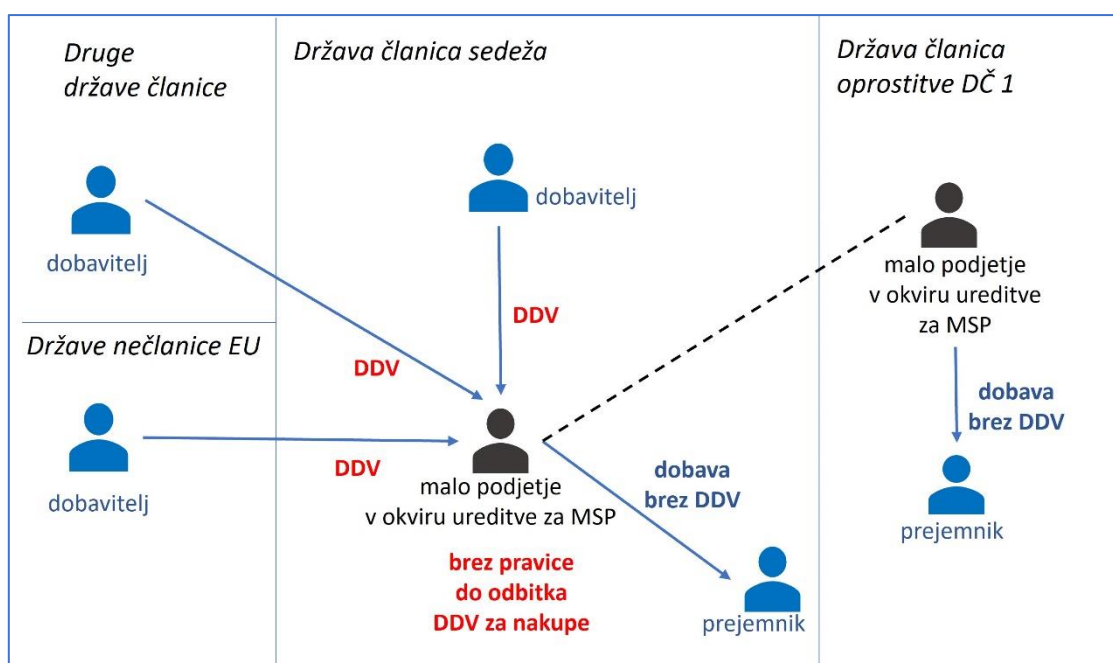 Druge
države članice
dobavitelj
Države nečlanice EU
dobavitelj
Država članica sedeža
dobavitelj
DDV
DDV
DDV
malo podjetje
v okviru ureditve za MSP
brez pravice
do odbitka
DDV za nakupe
dobava
brez DDV
prejemnik
Država članica
oprostitve DČ 1
malo podjetje
v okviru ureditve
za MSP
dobava
brez DDV
prejemnik